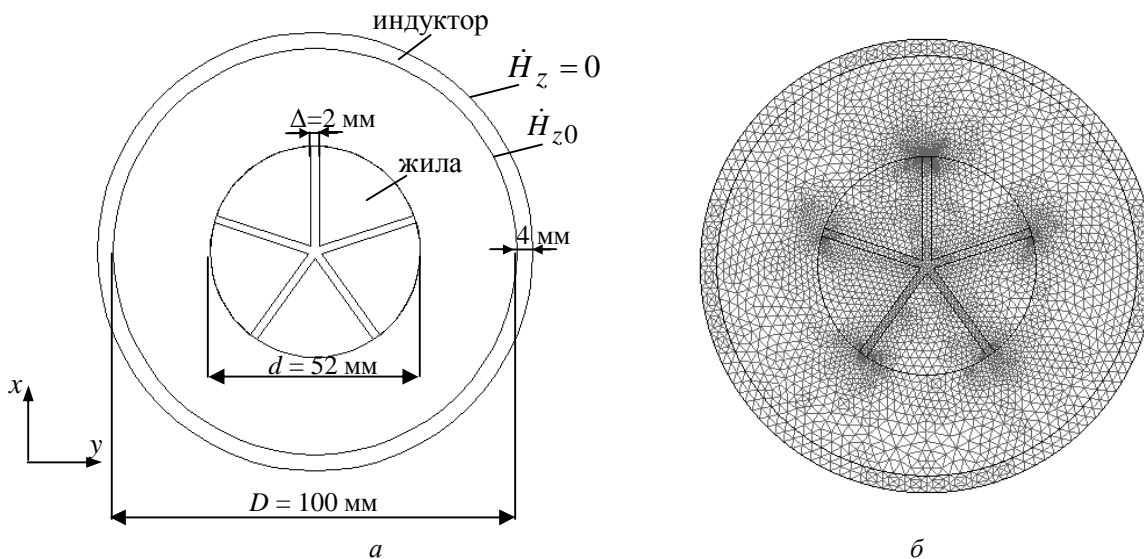 индуктор
Ḣz = 0
Δ=2 мм
Ḣz0
жила
4 мм
d = 52 мм
x
y
D = 100 мм
а
б